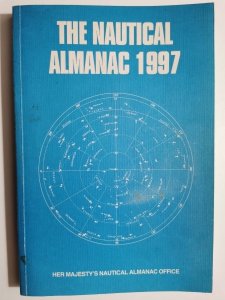 THE NAUTICAL
ALMANAC 1997
HER MAJESTY'S NAUTICAL ALMANAC OFFICE